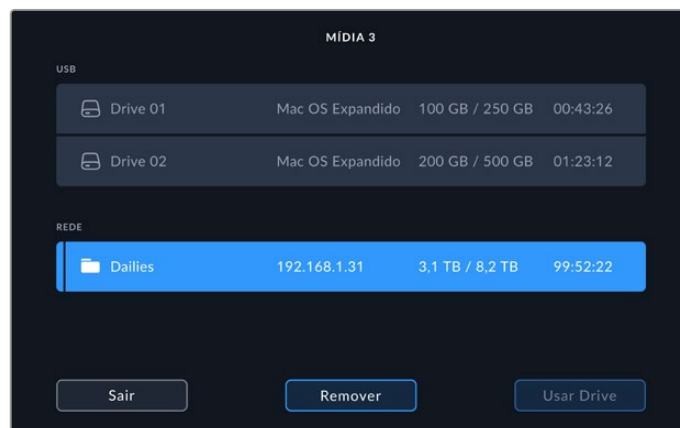 MÍDIA 3
USB
Drive 01 Mac OS Expandido 100 GB / 250 GB 00:43:26
Drive 02 Mac OS Expandido 200 GB / 500 GB 01:23:12
REDE
Dailies 192.168.1.31 3,1 TB / 8,2 TB 99:52:22
Sair Remover Usar Drive